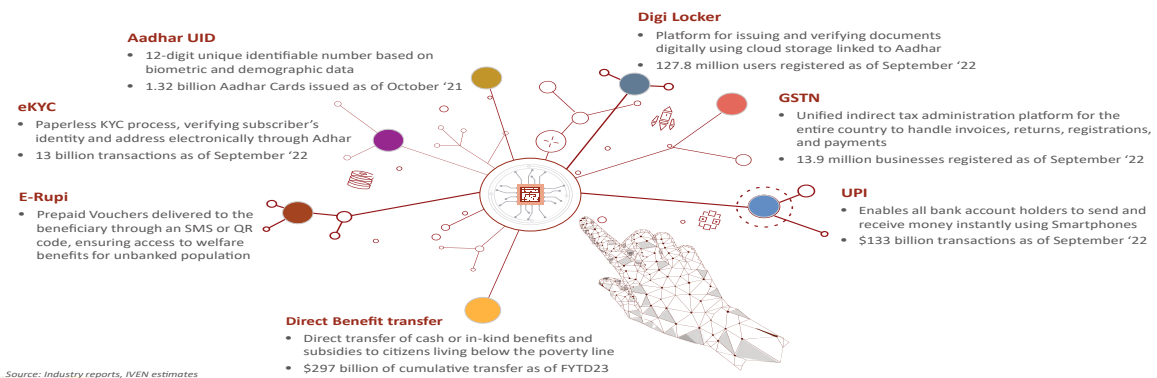 Aadhar UID
• 12-digit unique identifiable number based on
biometric and demographic data
• 1.32 billion Aadhar Cards issued as of October ‘21
eKYC
• Paperless KYC process, verifying subscriber’s
identity and address electronically through Adhar
• 13 billion transactions as of September ‘22
E-Rupi
• Prepaid Vouchers delivered to the
beneficiary through an SMS or QR
code, ensuring access to welfare
benefits for unbanked population
Direct Benefit transfer
• Direct transfer of cash or in-kind benefits and
subsidies to citizens living below the poverty line
• $297 billion of cumulative transfer as of FYTD23
Digi Locker
• Platform for issuing and verifying documents
digitally using cloud storage linked to Aadhar
• 127.8 million users registered as of September ‘22
GSTN
• Unified indirect tax administration platform for the
entire country to handle invoices, returns, registrations,
and payments
• 13.9 million businesses registered as of September ‘22
UPI
• Enables all bank account holders to send and
receive money instantly using Smartphones
• $133 billion transactions as of September ‘22
Source: Industry reports, IVEN estimates